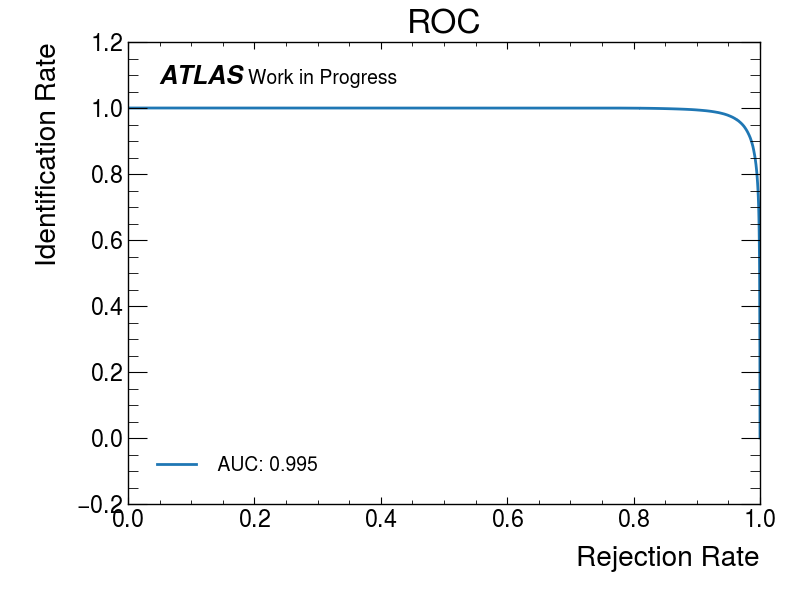 ROC
Identification Rate
1.2
1.0
0.8
0.6
0.4
0.2
0.0
−0.2
ATLAS Work in Progress
AUC: 0.995
0.0 0.2 0.4 0.6 0.8 1.0
Rejection Rate